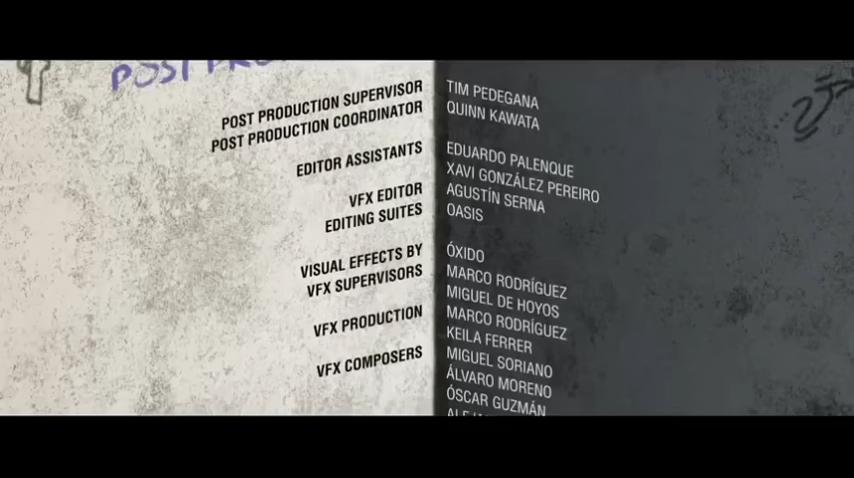 POST PRO
POST PRODUCTION SUPERVISOR TIM PEDEGANA
POST PRODUCTION COORDINATOR QUINN KAWATA
EDITOR ASSISTANTS EDUARDO PALENQUE
XAVI GONZÁLEZ PEREIRO
VFX EDITOR AGUSTÍN SERNA
EDITING SUITES OASIS
VISUAL EFFECTS BY ÓXIDO
VFX SUPERVISORS MARCO RODRÍGUEZ
MIGUEL DE HOYOS
VFX PRODUCTION MARCO RODRÍGUEZ
KEILA FERRER
VFX COMPOSERS MIGUEL SORIANO
ÁLVARO MORENO
ÓSCAR GUZMÁN